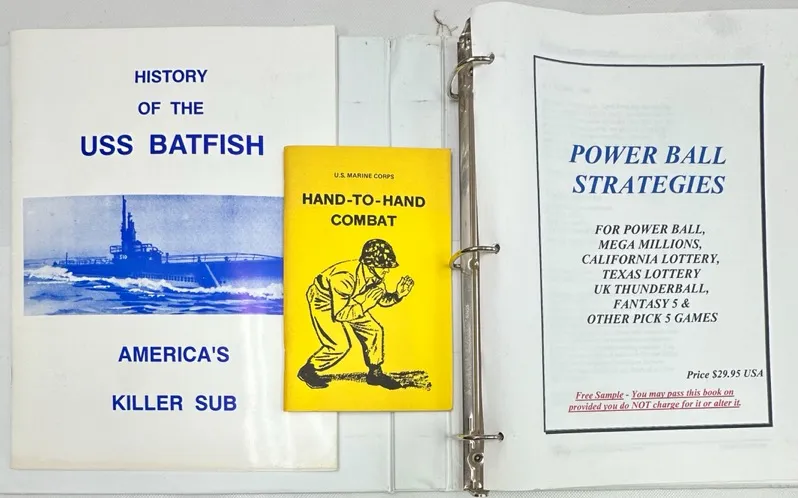 HISTORY
OF THE
USS BATFISH
AMERICA'S
KILLER SUB
U.S. MARINE CORPS
HAND-TO-HAND
COMBAT
POWER BALL
STRATEGIES
FOR POWER BALL,
MEGA MILLIONS,
CALIFORNIA LOTTERY,
TEXAS LOTTERY
UK THUNDERBALL,
FANTASY 5 &
OTHER PICK 5 GAMES
Price $29.95 USA
Free Sample - You may pass this book on
provided you do NOT charge for it or alter it.